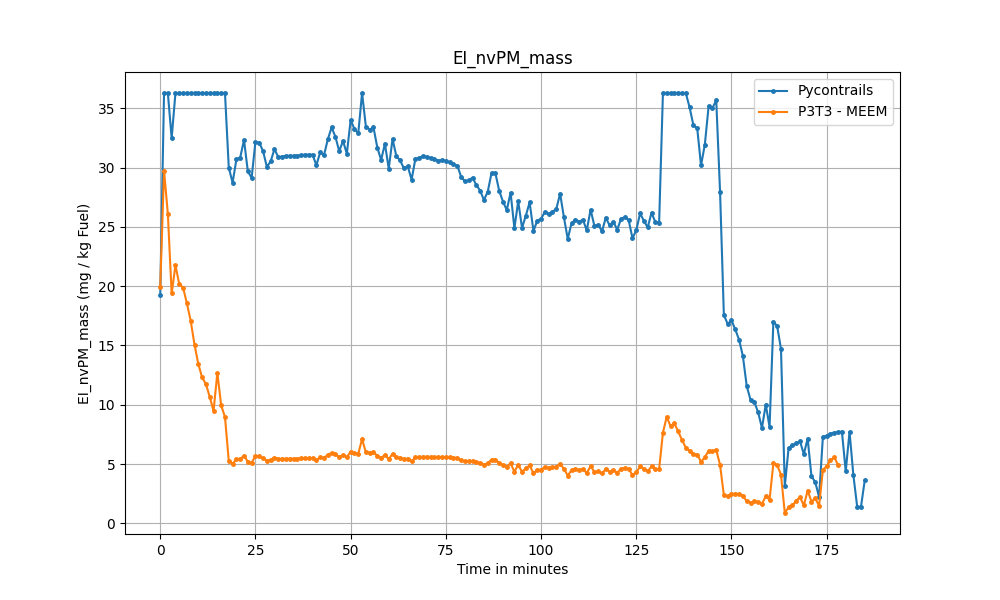 EI_nvPM_mass
Pycontrails
P3T3 - MEEM
EI_nvPM_mass (mg / kg Fuel)
35
30
25
20
15
10
5
0
0 25 50 75 100 125 150 175
Time in minutes